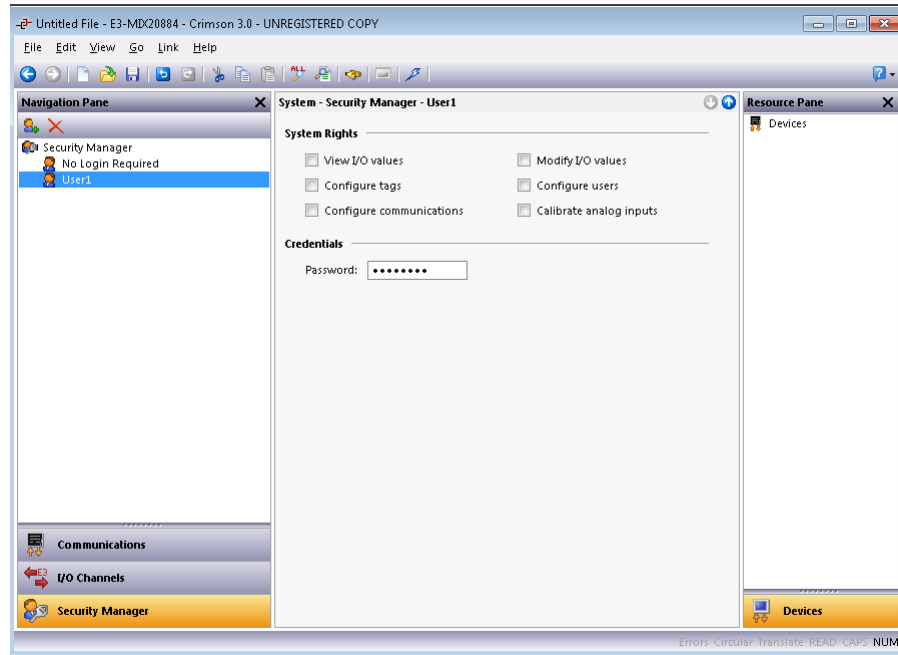 Untitled File - E3-MIX20884 - Crimson 3.0 - UNREGISTERED COPY
File Edit View Go Link Help
Navigation Pane
System - Security Manager - User1
Resource Pane
Security Manager
No Login Required
User1
System Rights
View I/O values Modify I/O values
Configure tags Configure users
Configure communications Calibrate analog inputs
Credentials
Password: ••••••••
Devices
Communications
E3 I/O Channels
Security Manager
Devices
Errors Circular Translate READ CAPS NUM